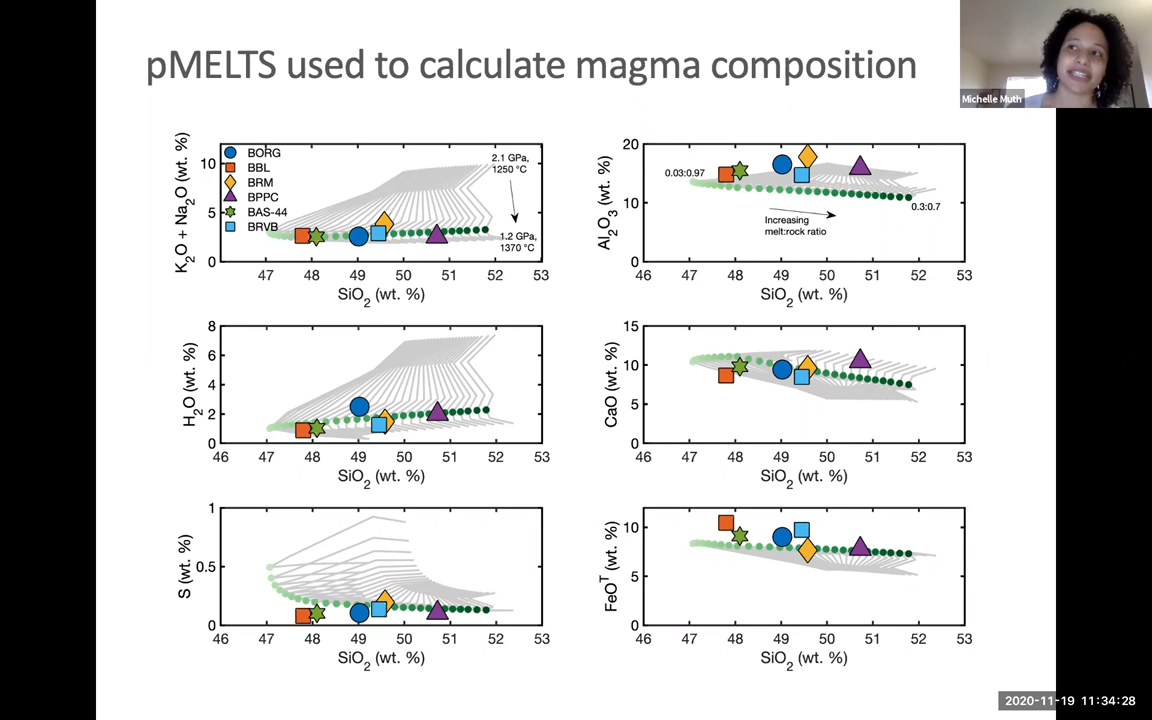 pMELTS used to calculate magma composition
Michelle Muth
K2O + Na2O (wt. %)
10
5
0
BORG
BBL
BRM
BPPC
BAS-44
BRVB
2.1 GPa,
1250 °C
1.2 GPa,
1370 °C
47 48 49 50 51 52 53
SiO2 (wt. %)
Al2O3 (wt. %)
20
10
0
0.03:0.97
0.3:0.7
Increasing
melt:rock ratio
46 47 48 49 50 51 52 53
SiO2 (wt. %)
H2O (wt. %)
8
6
4
2
0
46 47 48 49 50 51 52 53
SiO2 (wt. %)
CaO (wt. %)
15
10
5
0
46 47 48 49 50 51 52 53
SiO2 (wt. %)
S (wt. %)
1
0.5
0
46 47 48 49 50 51 52 53
SiO2 (wt. %)
FeOT (wt. %)
10
5
0
46 47 48 49 50 51 52 53
SiO2 (wt. %)
2020-11-19 11:34:28